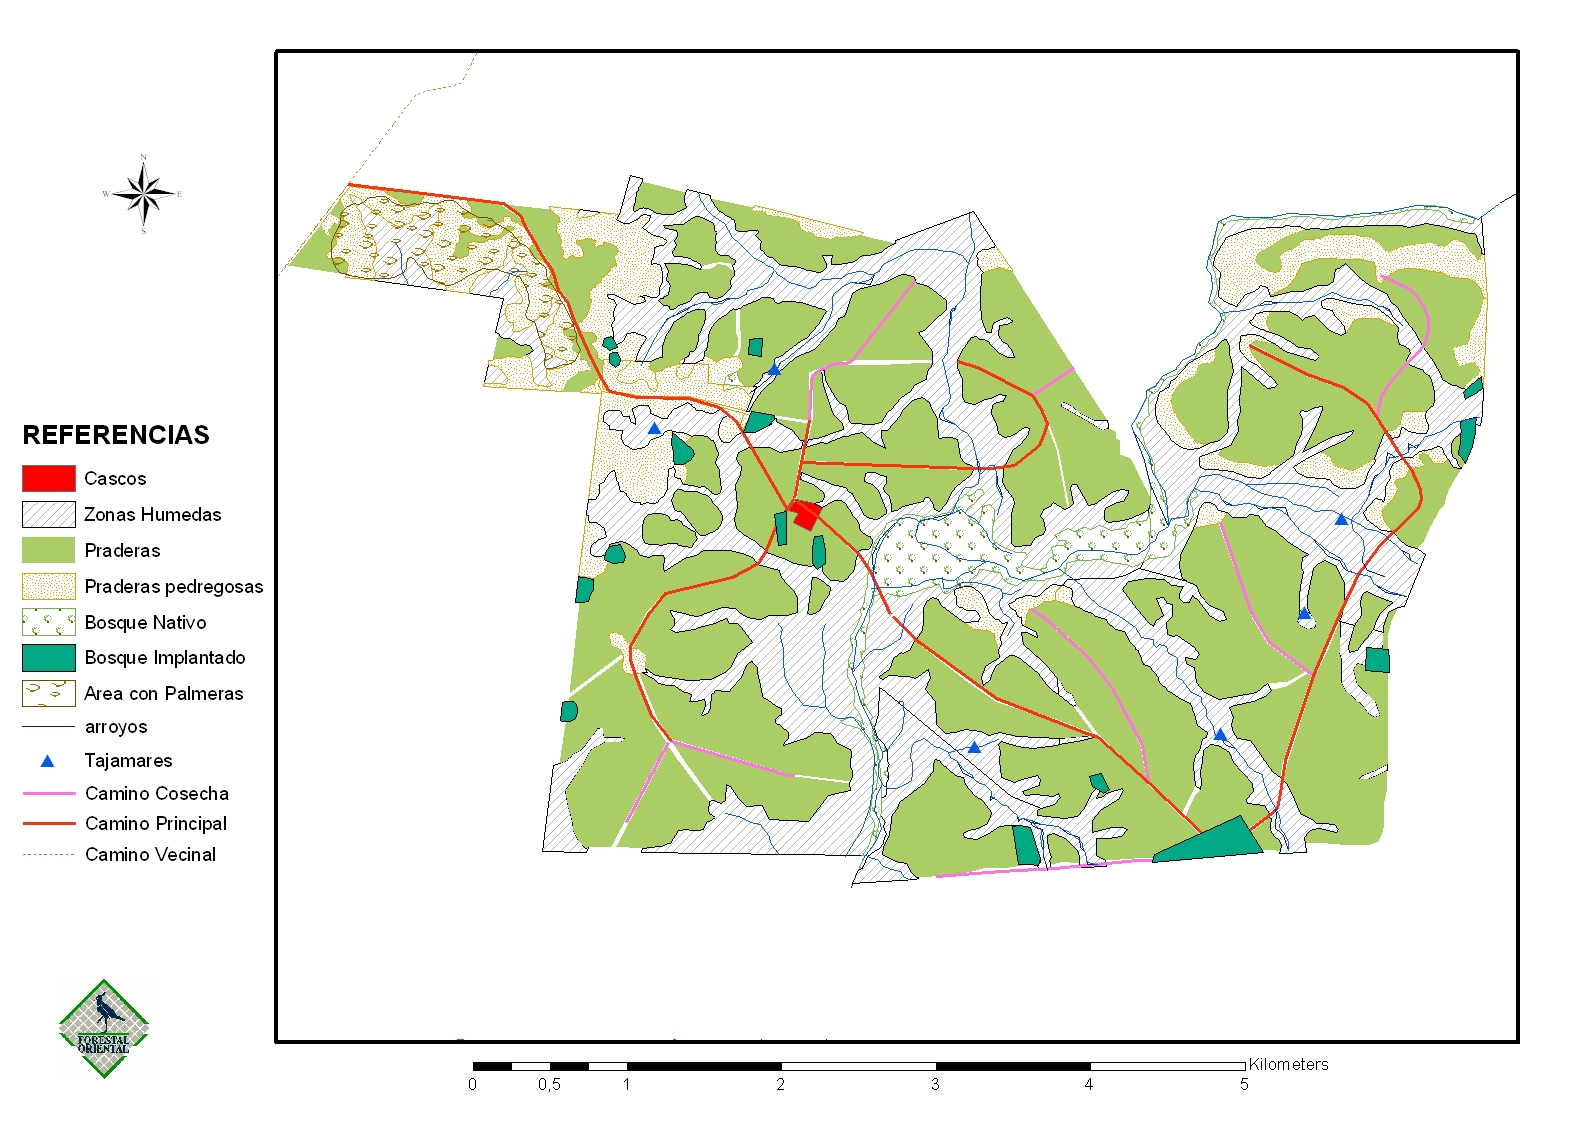 N
W E
S
REFERENCIAS
Cascos
Zonas Humedas
Praderas
Praderas pedregosas
Bosque Nativo
Bosque Implantado
Area con Palmeras
arroyos
Tajamares
Camino Cosecha
Camino Principal
Camino Vecinal
FORESTAL
ORIENTAL
Kilometers
0 0,5 1 2 3 4 5